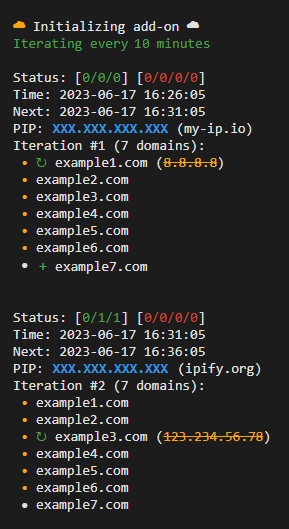 Initializing add-on
Iterating every 10 minutes
Status: [0/0/0] [0/0/0/0]
Time: 2023-06-17 16:26:05
Next: 2023-06-17 16:31:05
PIP: XXX.XXX.XXX.XXX (my-ip.io)
Iteration #1 (7 domains):
• ↻ example1.com (8.8.8.8)
• example2.com
• example3.com
• example4.com
• example5.com
• example6.com
• + example7.com
Status: [0/1/1] [0/0/0/0]
Time: 2023-06-17 16:31:05
Next: 2023-06-17 16:36:05
PIP: XXX.XXX.XXX.XXX (ipify.org)
Iteration #2 (7 domains):
• example1.com
• example2.com
• ↻ example3.com (123.234.56.78)
• example4.com
• example5.com
• example6.com
• example7.com